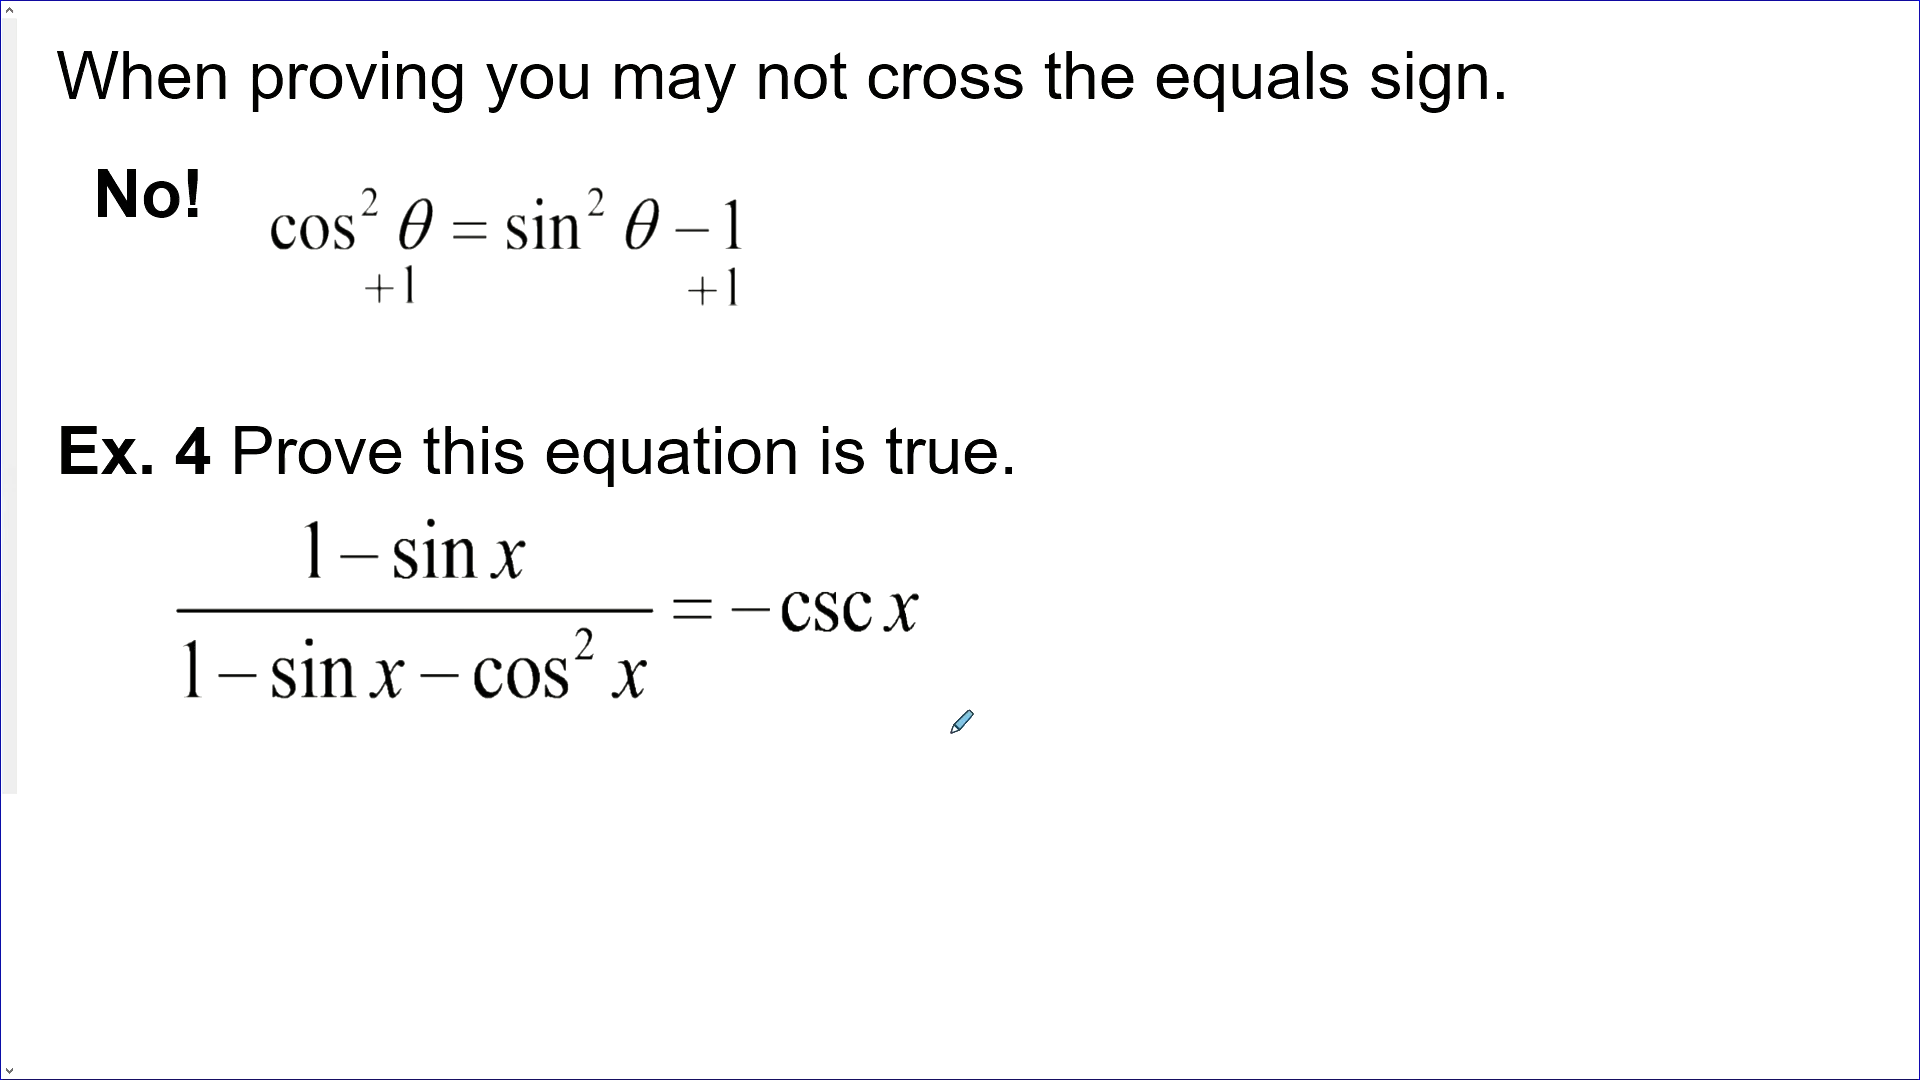 When proving you may not cross the equals sign.
No! cos² θ = sin² θ − 1
+1 +1
Ex. 4 Prove this equation is true.
1 − sin x
= −csc x
1 − sin x − cos² x